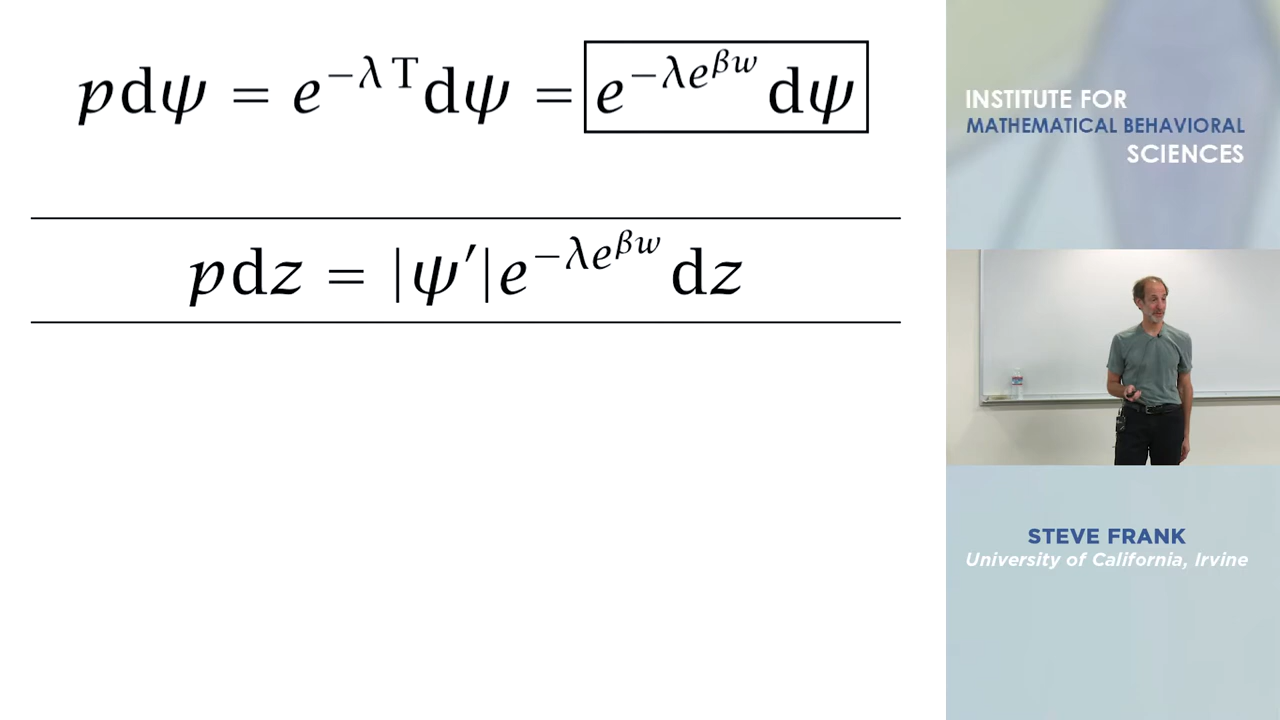 pdψ = e^{-λT}dψ = e^{-λe^{βw}}dψ
pdz = |ψ′|e^{-λe^{βw}}dz
INSTITUTE FOR
MATHEMATICAL BEHAVIORAL
SCIENCES
STEVE FRANK
University of California, Irvine